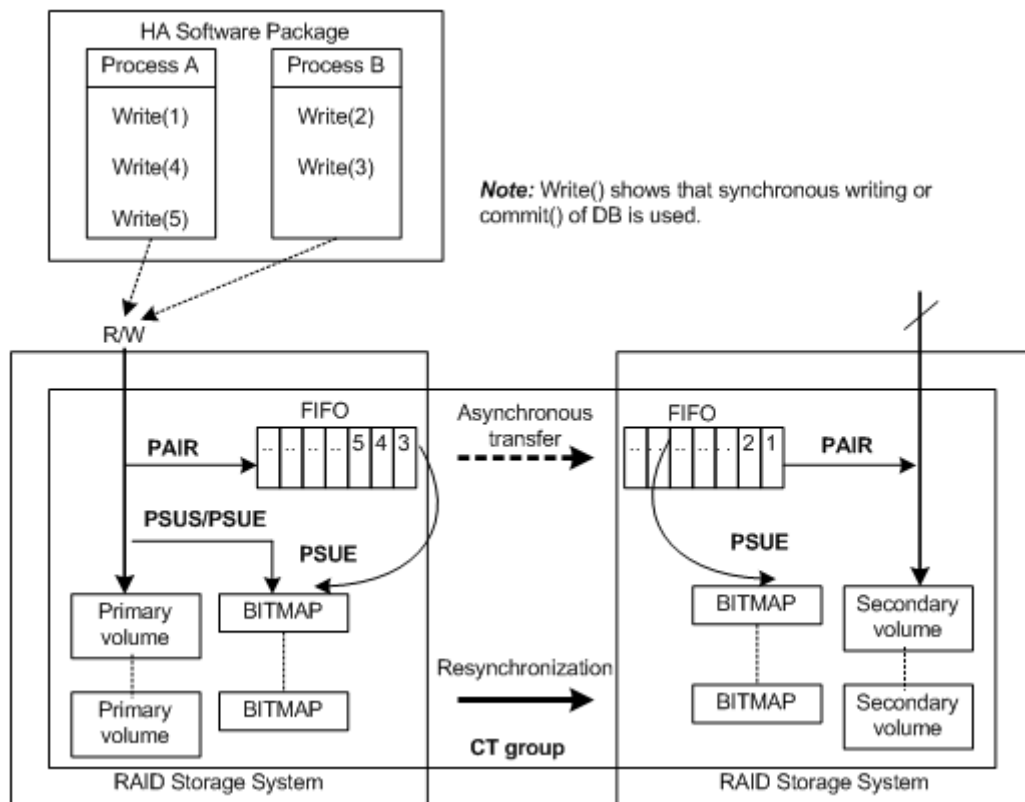 HA Software Package
Process A
Write(1)
Write(4)
Write(5)
Process B
Write(2)
Write(3)
Note: Write() shows that synchronous writing or
commit() of DB is used.
R/W
FIFO
.. .. .. .. 5 4 3
PAIR
PSUS/PSUE
PSUE
Primary
volume
BITMAP
Primary
volume
BITMAP
RAID Storage System
Asynchronous
transfer
Resynchronization
CT group
FIFO
.. .. .. .. .. 2 1
PAIR
PSUE
BITMAP
Secondary
volume
BITMAP
Secondary
volume
RAID Storage System